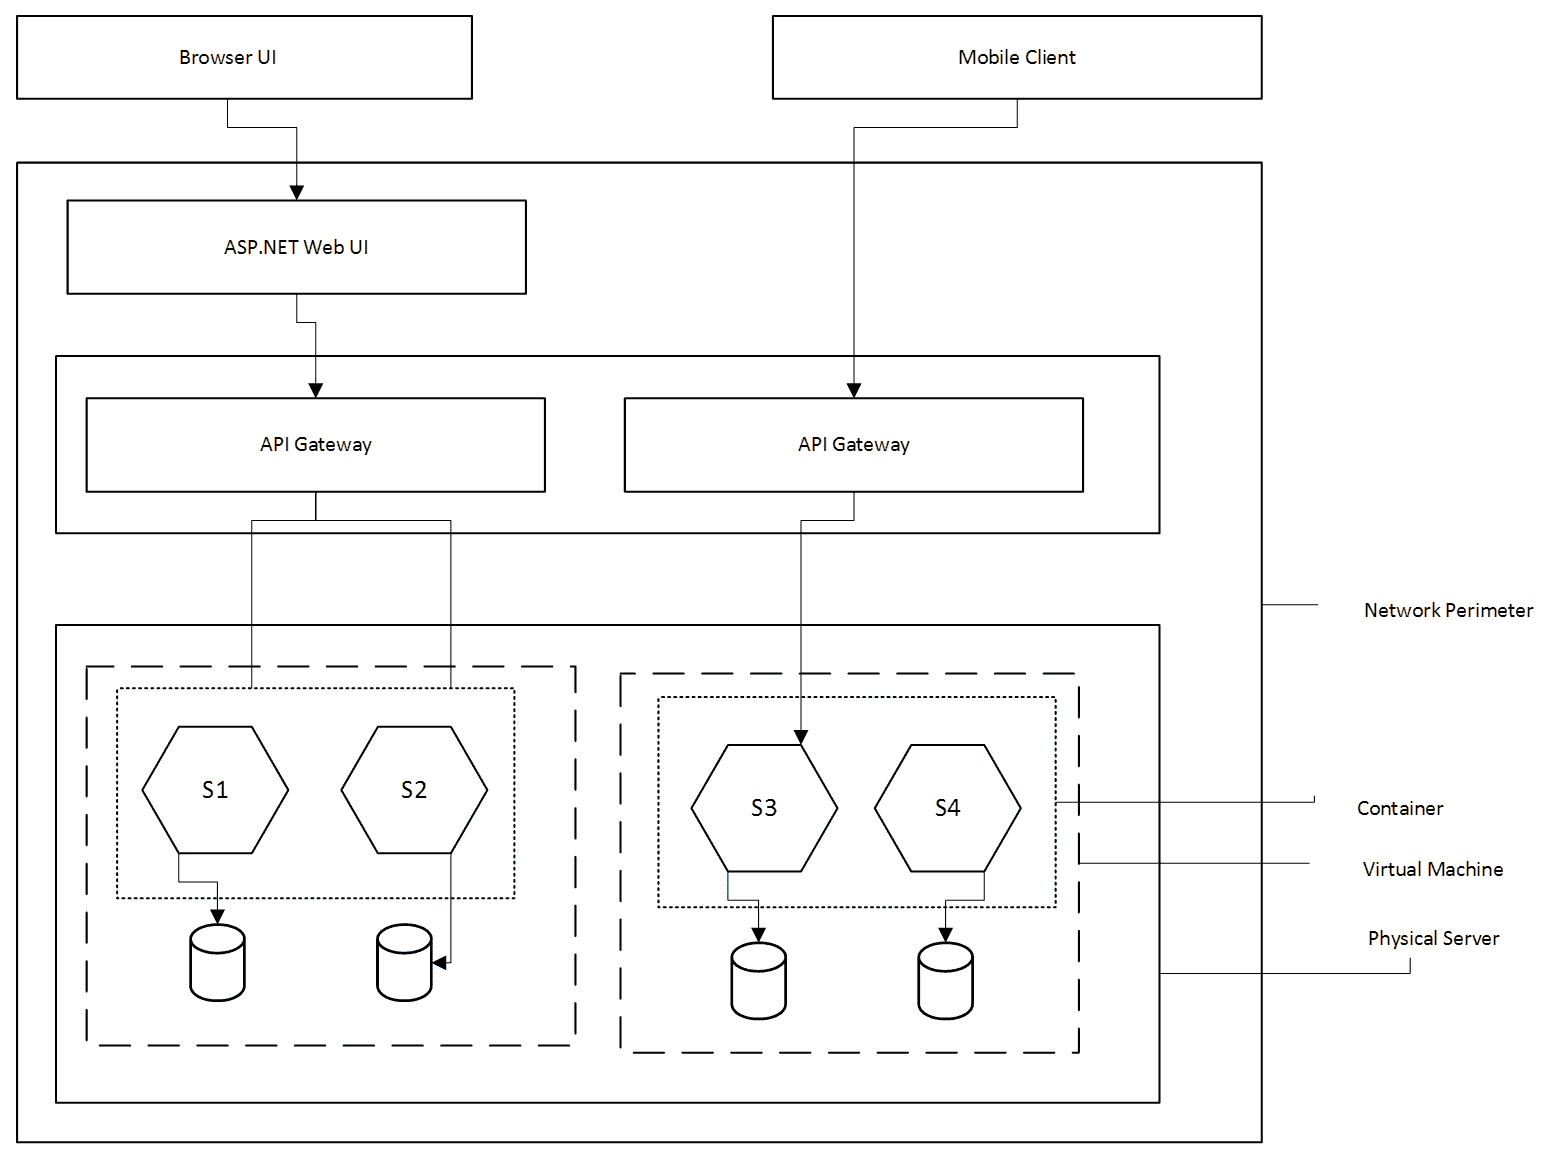 Browser UI
Mobile Client
ASP.NET Web UI
API Gateway
API Gateway
Network Perimeter
S1
S2
S3
S4
Container
Virtual Machine
Physical Server